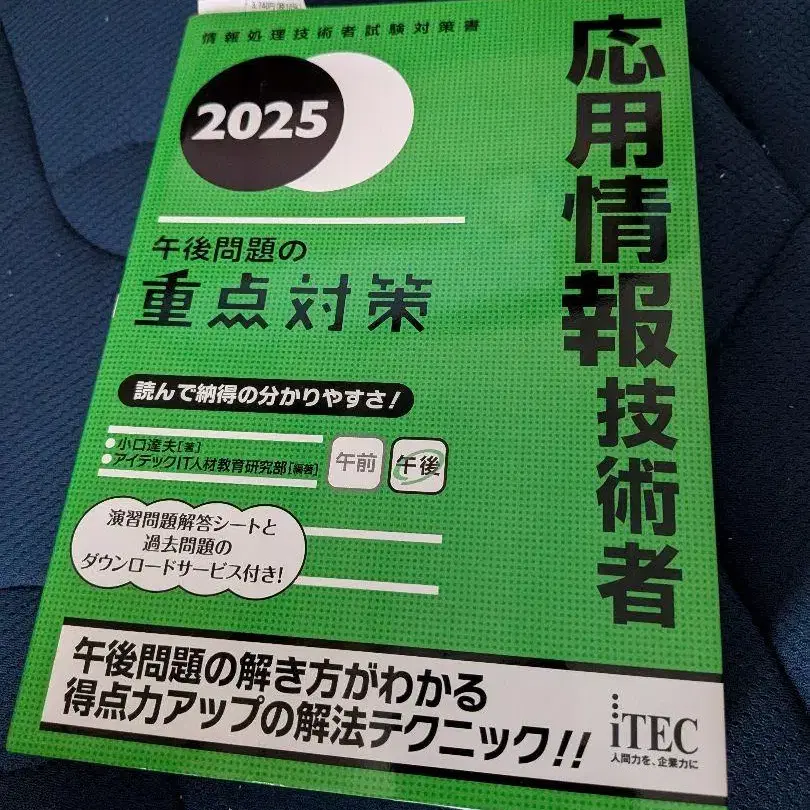 情報処理技術者試験対策書
2025
応用情報技術者
午後問題の
重点対策
読んで納得の分かりやすさ!
●小口達夫[著]
●アイテックIT人材教育研究部[編著]
午前
午後
演習問題解答シートと
過去問題の
ダウンロードサービス付き!
午後問題の解き方がわかる
得点力アップの解法テクニック!!
iTEC
人間力を、企業力に